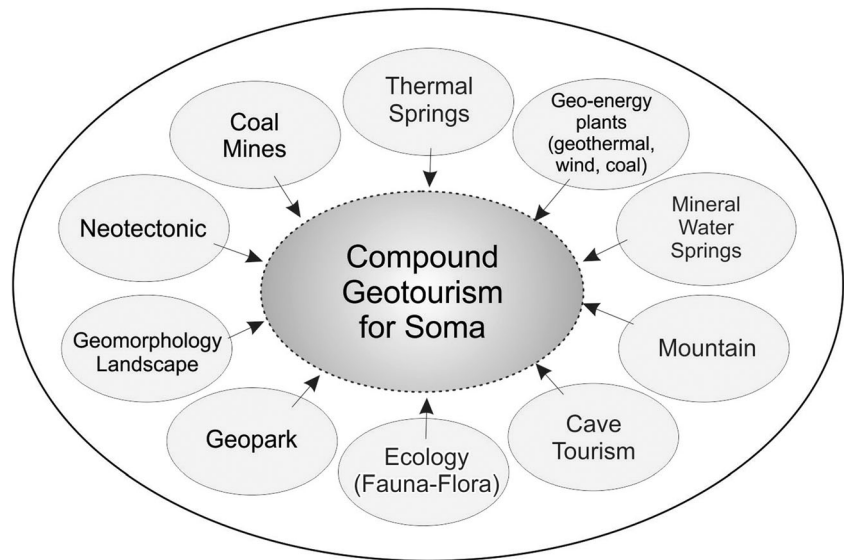 Thermal
Springs
Geo-energy
plants
(geothermal,
wind, coal)
Mineral
Water
Springs
Mountain
Cave
Tourism
Ecology
(Fauna-Flora)
Geopark
Geomorphology
Landscape
Neotectonic
Coal
Mines
Compound
Geotourism
for Soma